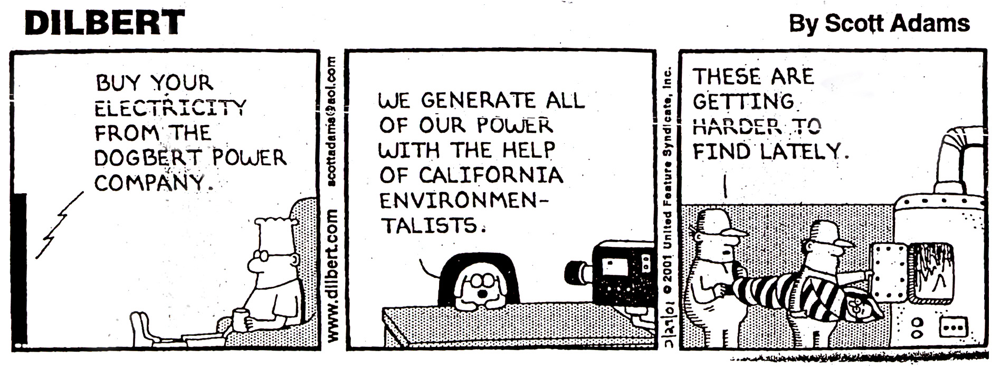 DILBERT
By Scott Adams
BUY YOUR
ELECTRICITY
FROM THE
DOGBERT POWER
COMPANY.
www.dilbert.com scottadams@aol.com
WE GENERATE ALL
OF OUR POWER
WITH THE HELP
OF CALIFORNIA
ENVIRONMEN-
TALISTS.
3/29/01 © 2001 United Feature Syndicate, Inc.
THESE ARE
GETTING
HARDER TO
FIND LATELY.